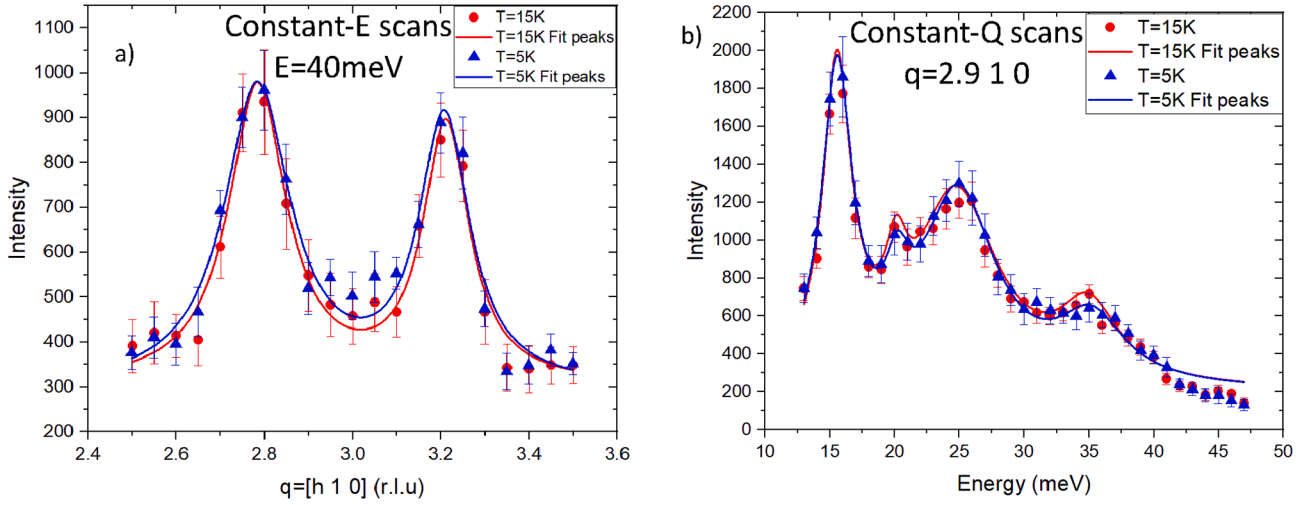 a)
Constant-E scans
E=40meV
T=15K
T=15K Fit peaks
T=5K
T=5K Fit peaks
Intensity
1100
1000
900
800
700
600
500
400
300
200
2.4
2.6
2.8
3.0
3.2
3.4
3.6
q=[h 1 0] (r.l.u)
b)
Constant-Q scans
q=2.9 1 0
T=15K
T=15K Fit peaks
T=5K
T=5K Fit peaks
Intensity
2200
2000
1800
1600
1400
1200
1000
800
600
400
200
0
10
15
20
25
30
35
40
45
50
Energy (meV)